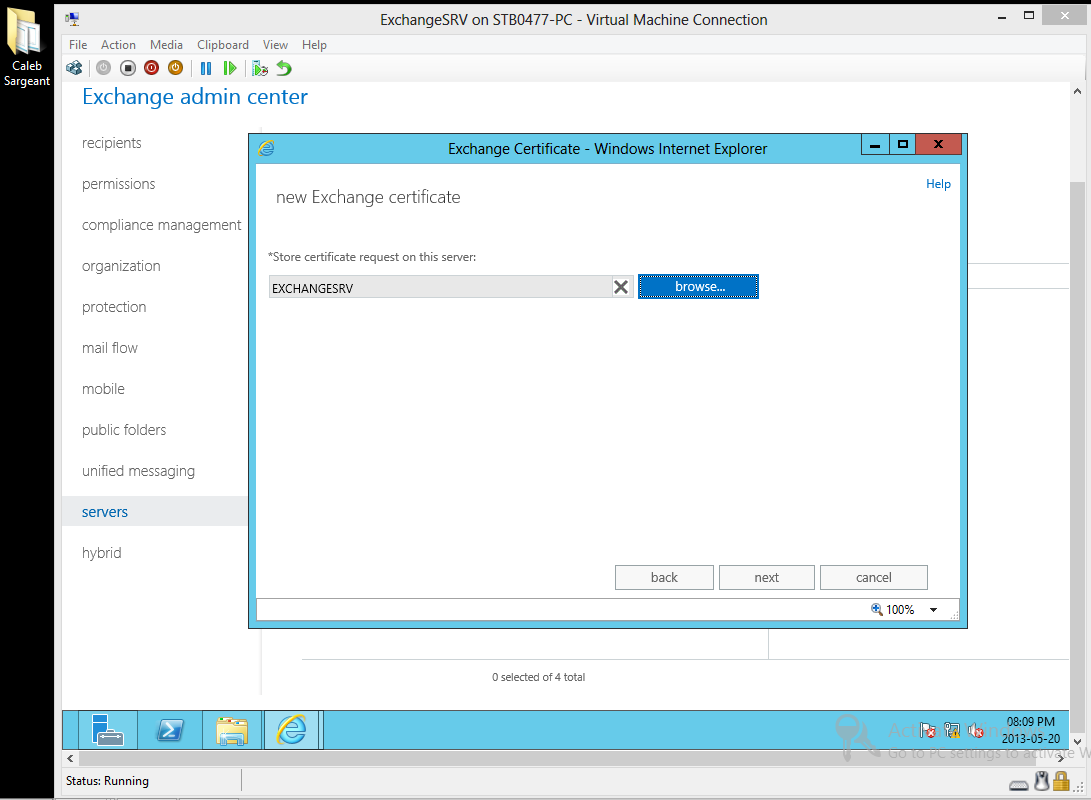 ExchangeSRV on STB0477-PC - Virtual Machine Connection
Caleb
Sargeant
File Action Media Clipboard View Help
Exchange admin center
recipients
permissions
compliance management
organization
protection
mail flow
mobile
public folders
unified messaging
servers
hybrid
Exchange Certificate - Windows Internet Explorer
Help
new Exchange certificate
*Store certificate request on this server:
EXCHANGESRV
browse...
back
next
cancel
100%
0 selected of 4 total
08:09 PM
2013-05-20
Go to PC settings to activate W
Status: Running